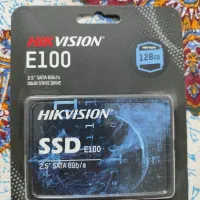 HIKVISION
E100
2.5" SATA 6Gb/s
SOLID STATE DRIVE
128GB
HIKVISION
SSD E100
2.5" SATA 6Gb/s